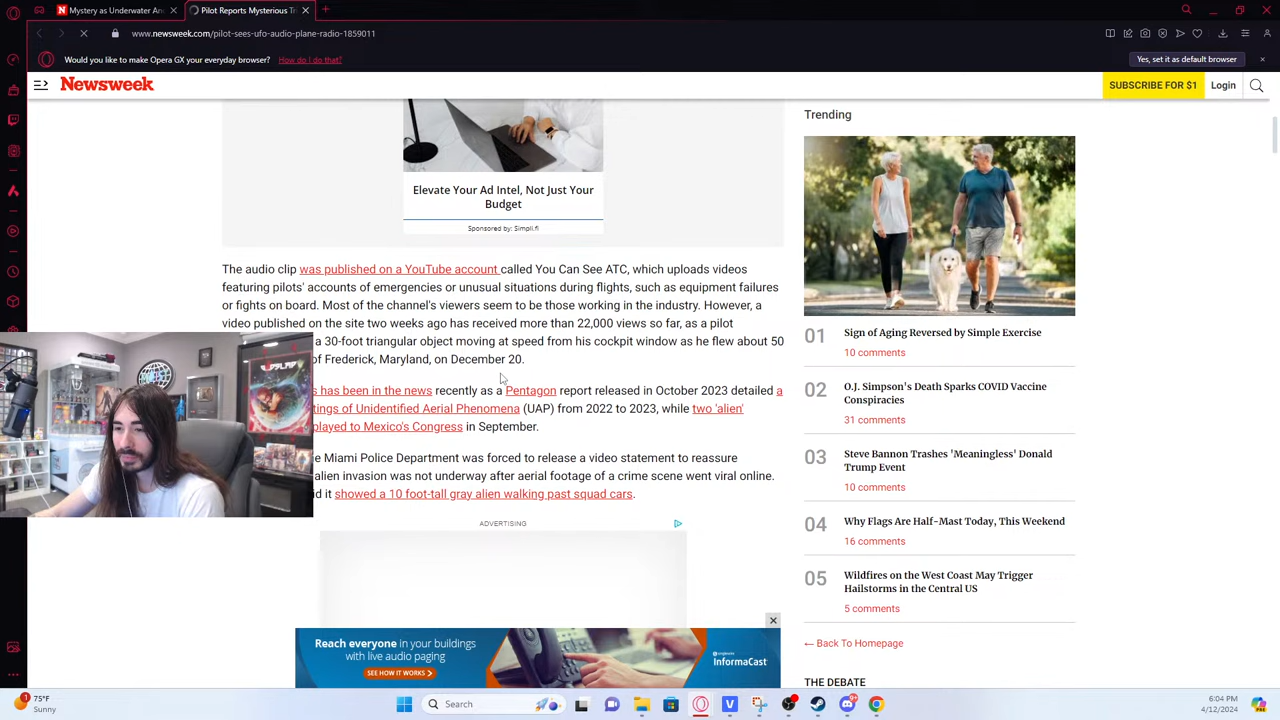 Mystery as Underwater An
Pilot Reports Mysterious Tri
www.newsweek.com/pilot-sees-ufo-audio-plane-radio-1859011
Would you like to make Opera GX your everyday browser?
How do I do that?
Yes, set it as default browser
Newsweek
SUBSCRIBE FOR $1
Login
Elevate Your Ad Intel, Not Just Your
Budget
Sponsored by: Simpli.fi
The audio clip was published on a YouTube account called You Can See ATC, which uploads videos
featuring pilots' accounts of emergencies or unusual situations during flights, such as equipment failures
or fights on board. Most of the channel's viewers seem to be those working in the industry. However, a
video published on the site two weeks ago has received more than 22,000 views so far, as a pilot
a 30-foot triangular object moving at speed from his cockpit window as he flew about 50
of Frederick, Maryland, on December 20.
s has been in the news recently as a Pentagon report released in October 2023 detailed a
tings of Unidentified Aerial Phenomena (UAP) from 2022 to 2023, while two 'alien'
played to Mexico's Congress in September.
e Miami Police Department was forced to release a video statement to reassure
alien invasion was not underway after aerial footage of a crime scene went viral online.
id it showed a 10 foot-tall gray alien walking past squad cars.
ADVERTISING
Reach everyone in your buildings
with live audio paging
SEE HOW IT WORKS
singlewire
InformaCast
Trending
01
Sign of Aging Reversed by Simple Exercise
10 comments
02
O.J. Simpson's Death Sparks COVID Vaccine
Conspiracies
31 comments
03
Steve Bannon Trashes 'Meaningless' Donald
Trump Event
10 comments
04
Why Flags Are Half-Mast Today, This Weekend
16 comments
05
Wildfires on the West Coast May Trigger
Hailstorms in the Central US
5 comments
← Back To Homepage
THE DEBATE
1
75°F
Sunny
Search
6:04 PM
4/12/2024